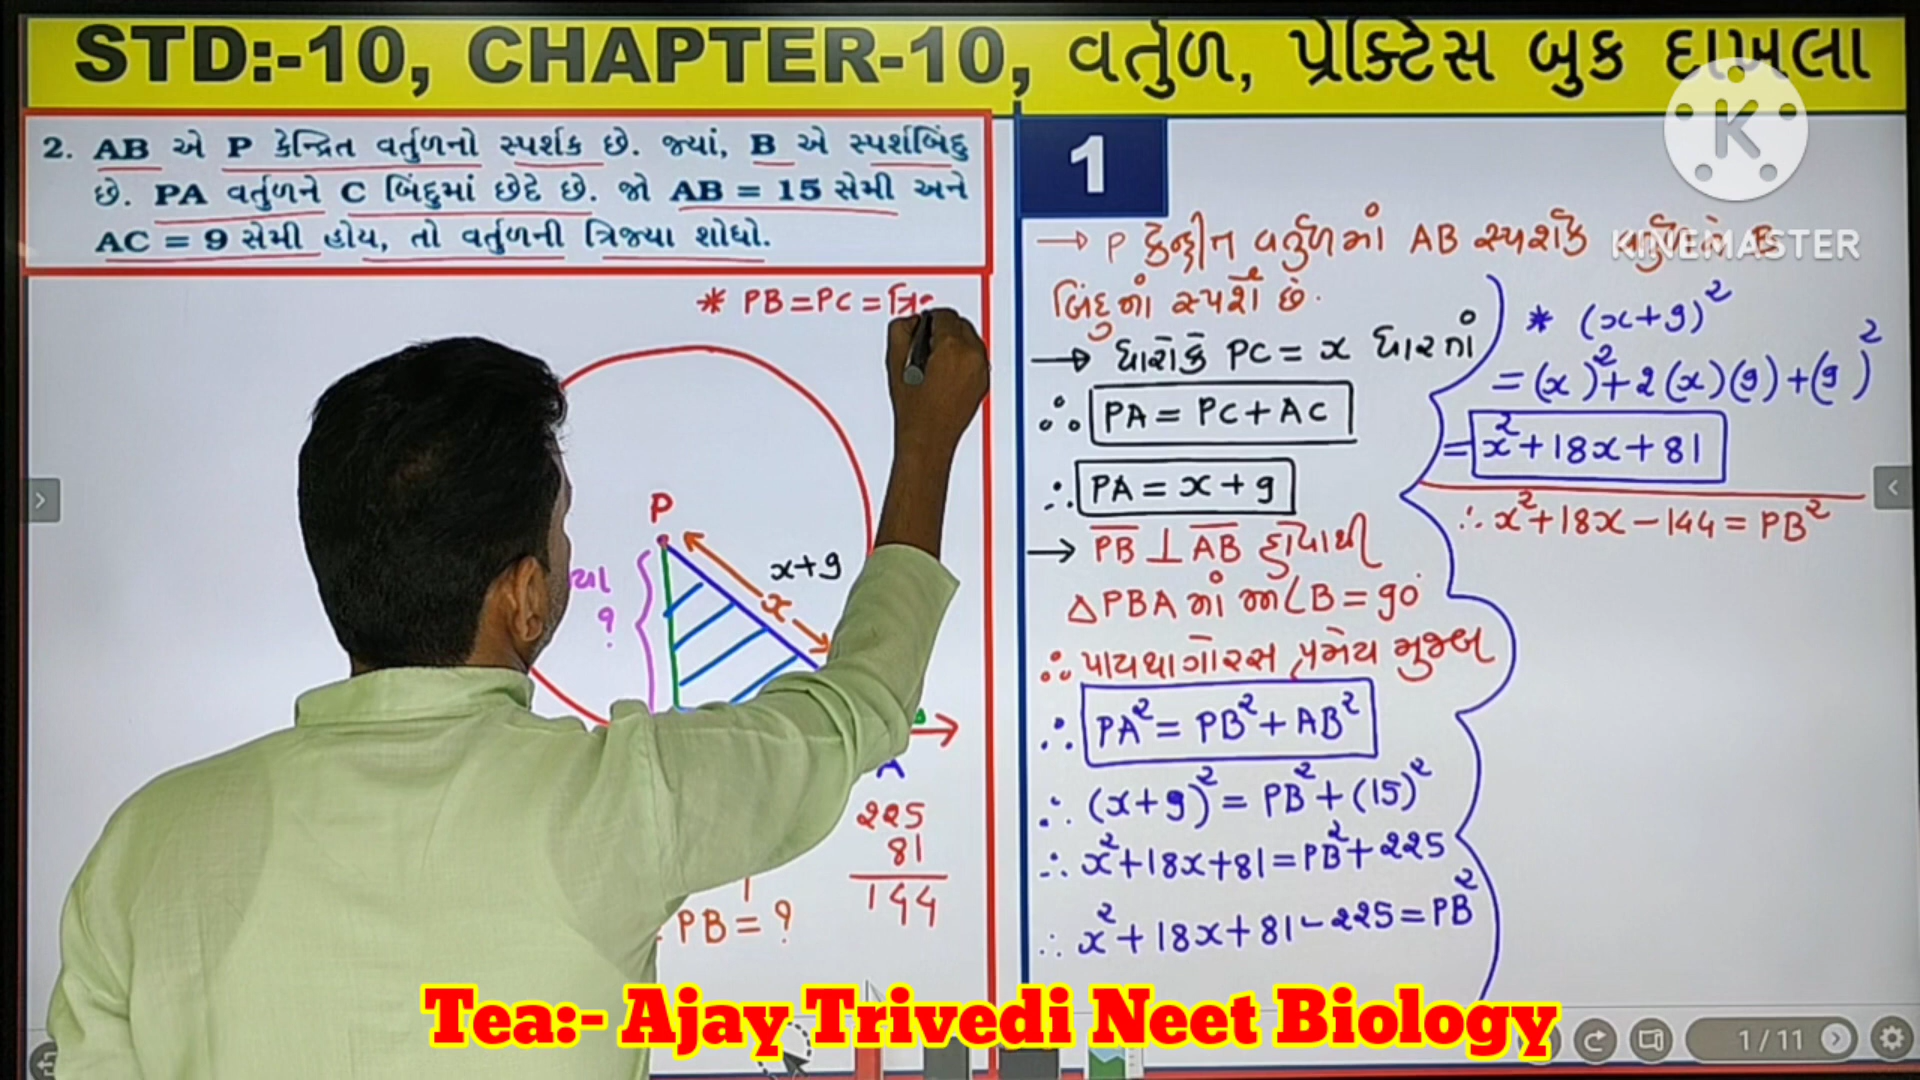 STD:-10, CHAPTER-10, વર્તુળ, પ્રેક્ટિસ બુક દાખલા
2. AB એ P કેન્દ્રિત વર્તુળનો સ્પર્શક છે. જ્યાં, B એ સ્પર્શબિંદુ
છે. PA વર્તુળને C બિંદુમાં છેદે છે. જો AB = 15 સેમી અને
AC = 9 સેમી હોય, તો વર્તુળની ત્રિજ્યા શોધો.
* PB=PC=ત્રિ
P
x+9
x
?
A
225
81
144
PB=?
1
K
KINEMASTER
→ P કેન્દ્રીત વર્તુળમાં AB સ્પર્શક B
બિંદુમાં સ્પર્શે છે.
→ ધારોકે PC = x ધારતાં
∴ PA = PC + AC
∴ PA = x + 9
→ PB ⊥ AB હોવાથી
△PBA માં m∠B = 90
∴ પાયથાગોરસ પ્રમેય મુજબ
∴ PA² = PB² + AB²
∴ (x+9)² = PB² + (15)²
∴ x²+18x+81 = PB²+225
∴ x²+18x+81-225 = PB²
* (x+9)²
= (x)²+2(x)(9)+(9)²
= x²+18x+81
∴ x²+18x-144 = PB²
Tea:- Ajay Trivedi Neet Biology
1/11